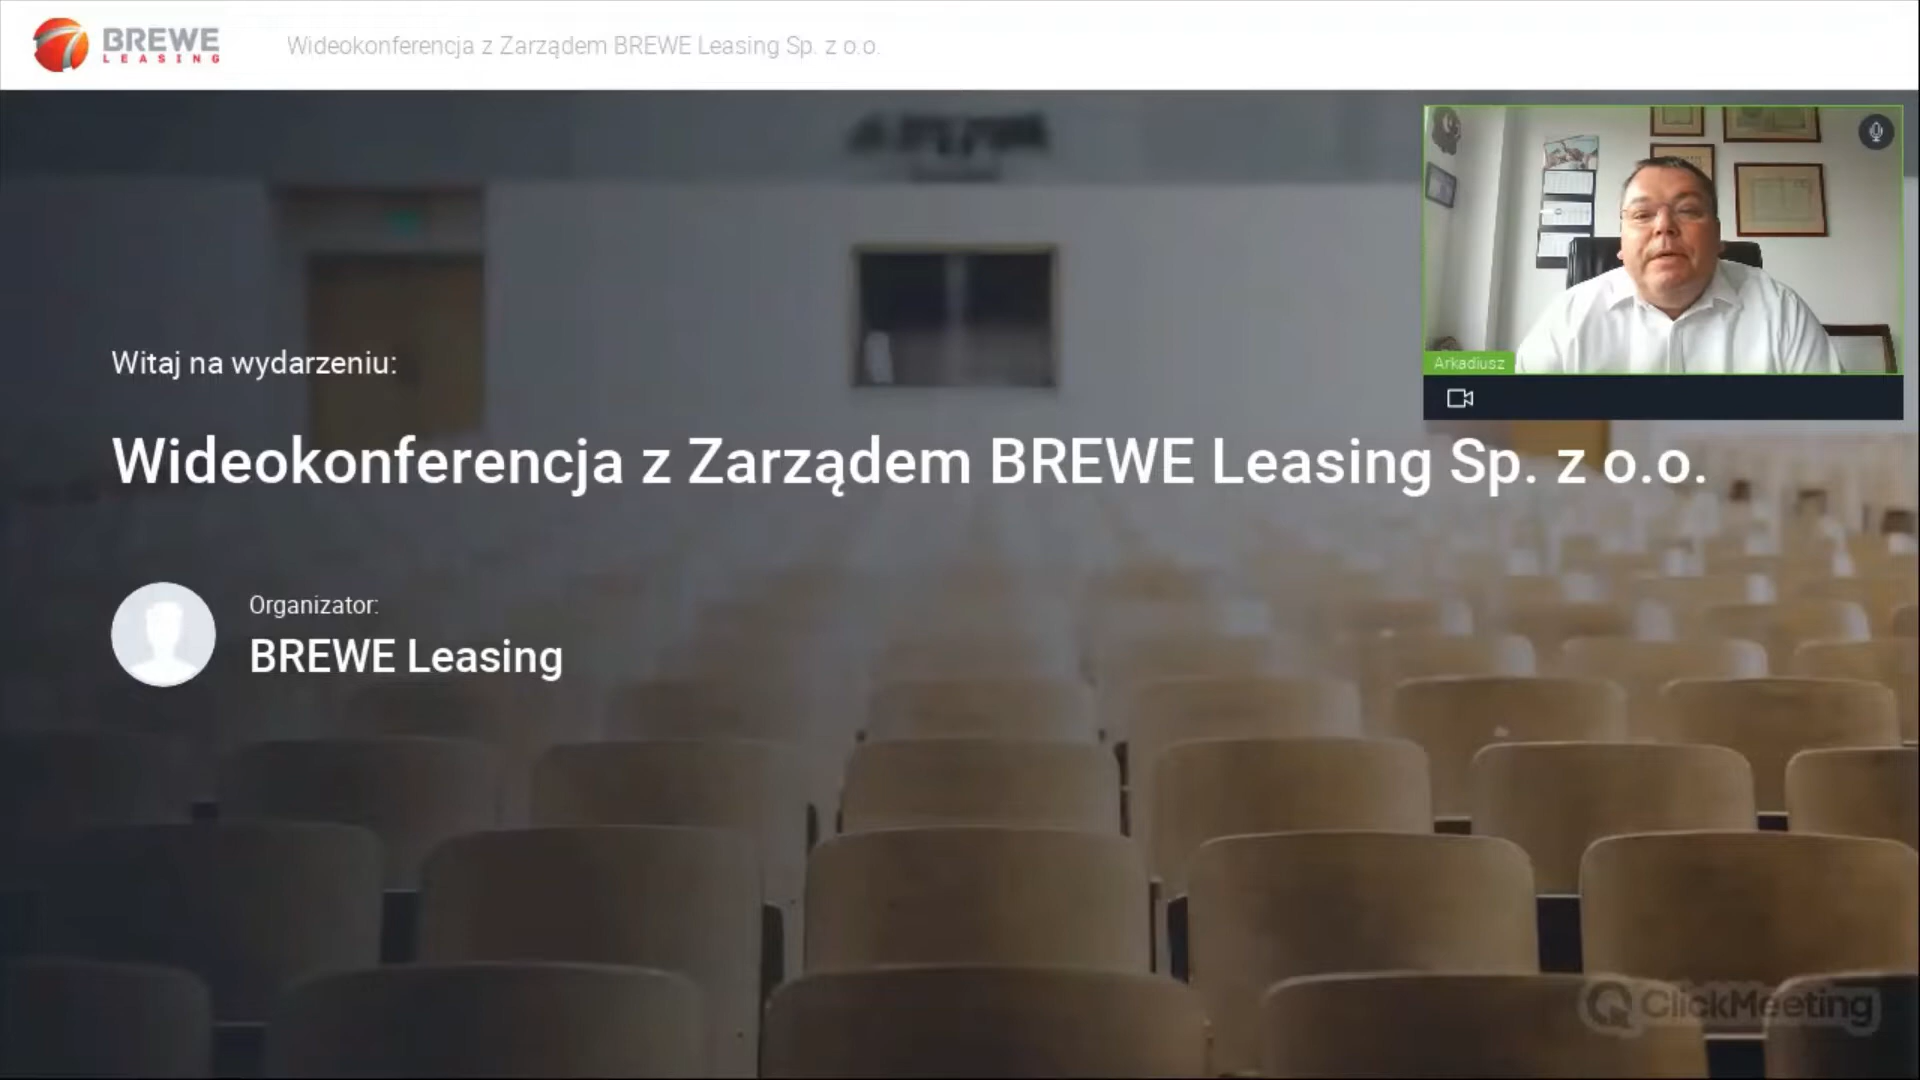 BREWE
LEASING
Wideokonferencja z Zarządem BREWE Leasing Sp. z o.o.
Arkadiusz
Witaj na wydarzeniu:
Wideokonferencja z Zarządem BREWE Leasing Sp. z o.o.
Organizator:
BREWE Leasing
ClickMeeting